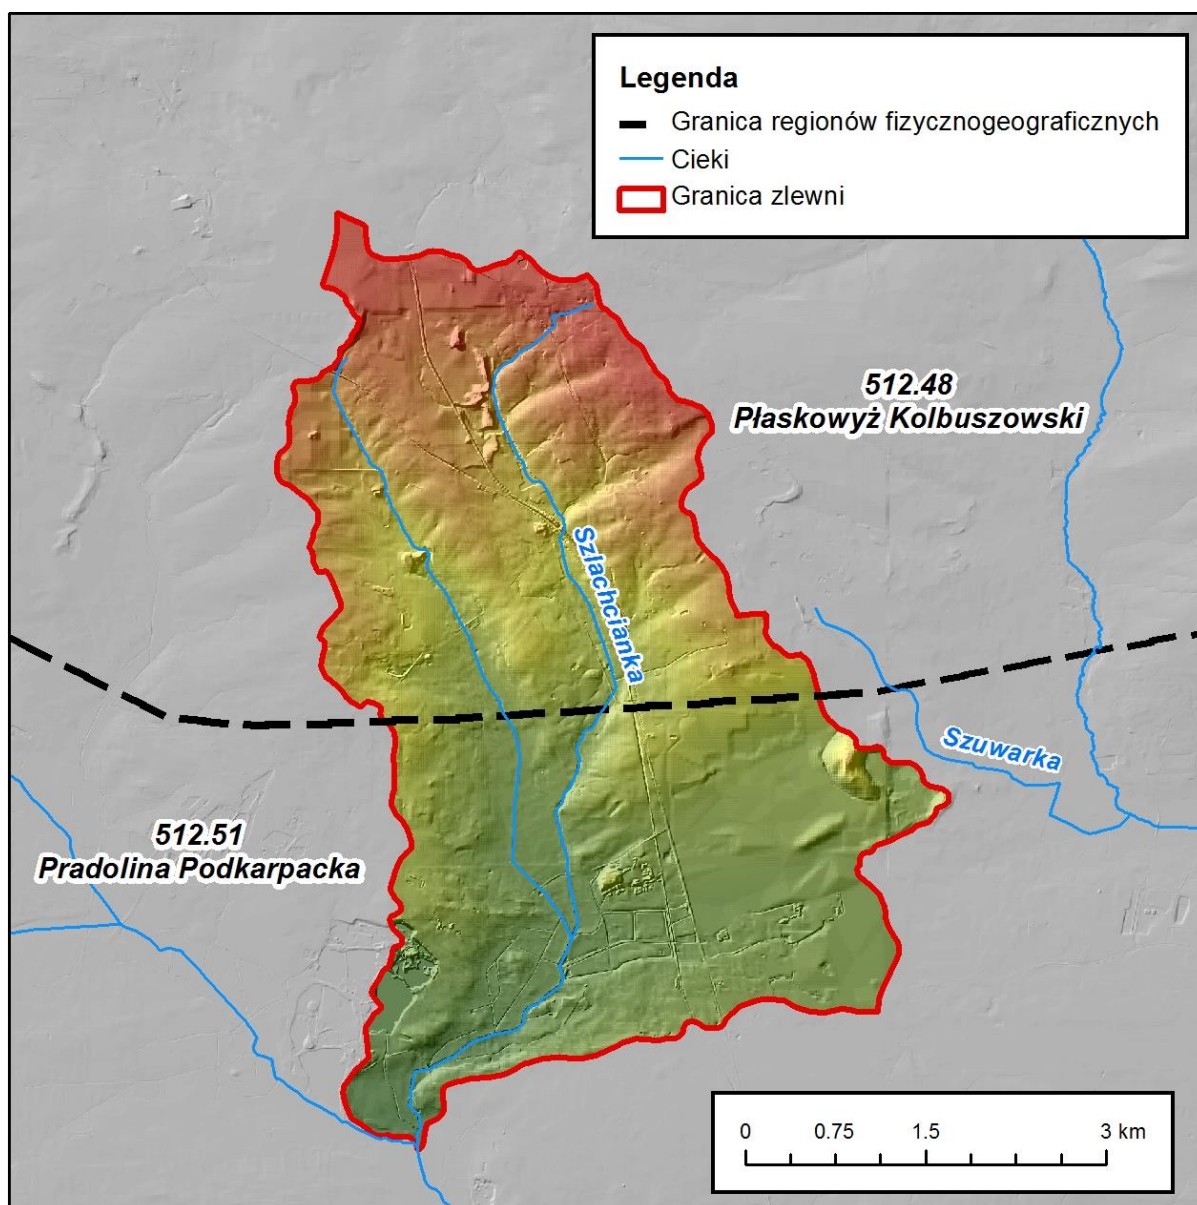 Legenda
Granica regionów fizycznogeograficznych
Cieki
Granica zlewni
512.48
Płaskowyż Kolbuszowski
Szlachcianka
Szuwarka
512.51
Pradolina Podkarpacka
0 0.75 1.5 3 km